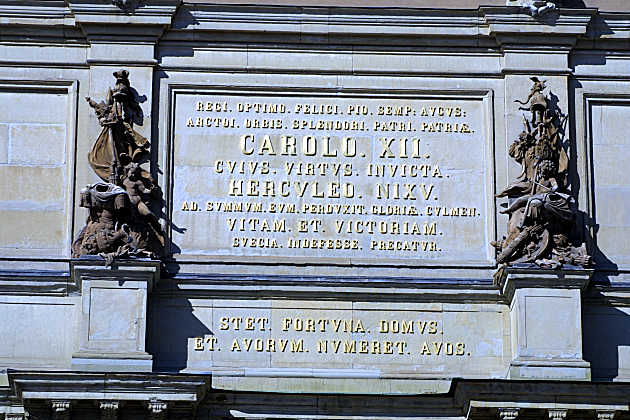 REGI. OPTIMO. FELICI. PIO. SEMP: AVGVS:
ARCTOI. ORBIS. SPLENDORI. PATRI. PATRIÆ.
CAROLO. XII.
CVIVS. VIRTVS. INVICTA.
HERCVLEO. NIXV.
AD. SVMMVM. EVM. PERDVXIT. GLORIÆ. CVLMEN.
VITAM. ET. VICTORIAM.
SVECIA. INDEFESSE. PRECATVR.
STET. FORTVNA. DOMVS.
ET. AVORVM. NVMERET. AVOS.